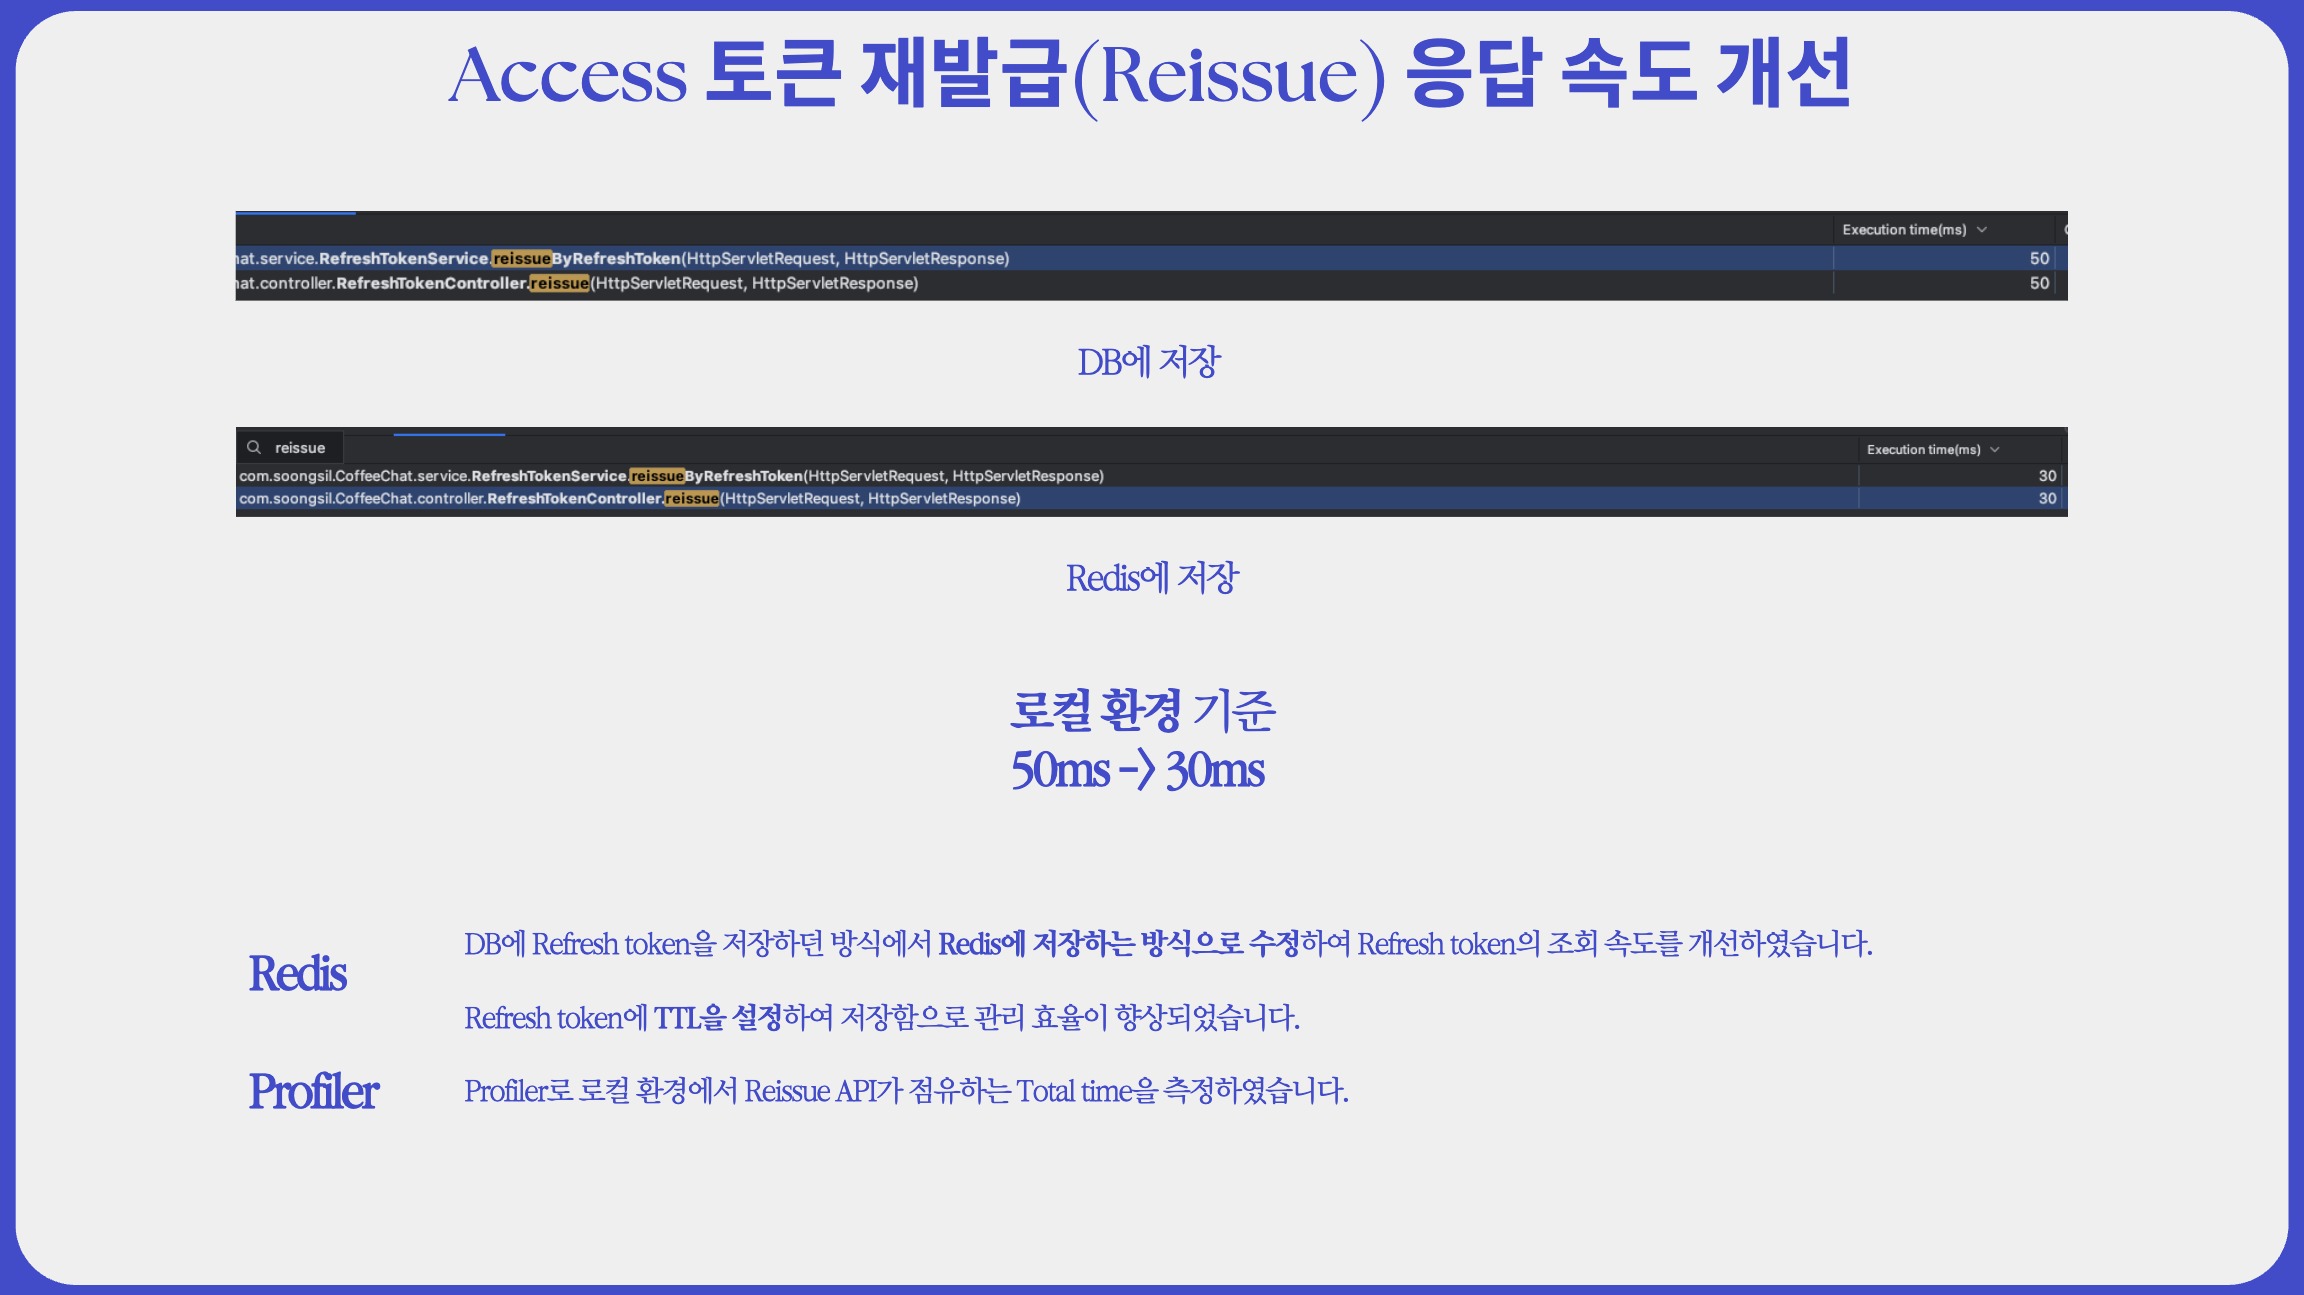 Access 토큰 재발급(Reissue) 응답 속도 개선
Execution time(ms)
at.service.RefreshTokenService.reissueByRefreshToken(HttpServletRequest, HttpServletResponse) 50
at.controller.RefreshTokenController.reissue(HttpServletRequest, HttpServletResponse) 50
DB에 저장
reissue Execution time(ms)
com.soongsil.CoffeeChat.service.RefreshTokenService.reissueByRefreshToken(HttpServletRequest, HttpServletResponse) 30
com.soongsil.CoffeeChat.controller.RefreshTokenController.reissue(HttpServletRequest, HttpServletResponse) 30
Redis에 저장
로컬 환경 기준
50ms -> 30ms
Redis
DB에 Refresh token을 저장하던 방식에서 Redis에 저장하는 방식으로 수정하여 Refresh token의 조회 속도를 개선하였습니다.
Refresh token에 TTL을 설정하여 저장함으로 관리 효율이 향상되었습니다.
Profiler
Profiler로 로컬 환경에서 Reissue API가 점유하는 Total time을 측정하였습니다.